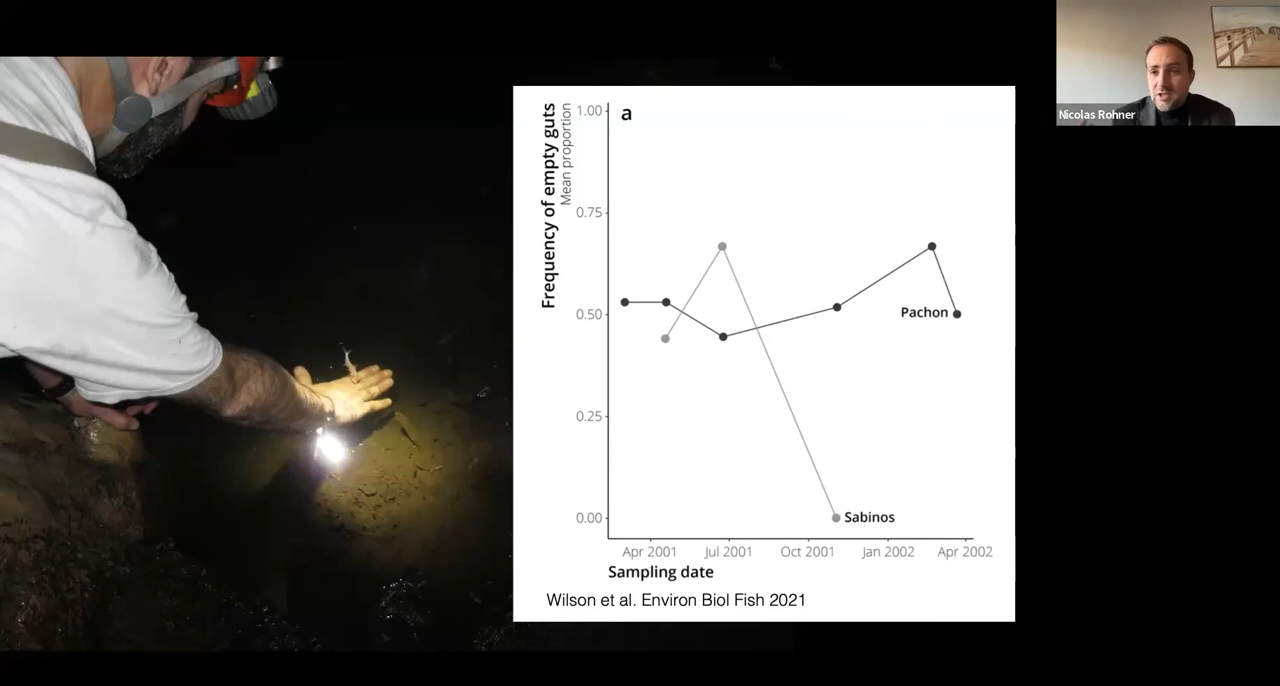 Nicolas Rohner
a
Frequency of empty guts
Mean proportion
1.00
0.75
0.50
0.25
0.00
Pachon
Sabinos
Apr 2001 Jul 2001 Oct 2001 Jan 2002 Apr 2002
Sampling date
Wilson et al. Environ Biol Fish 2021